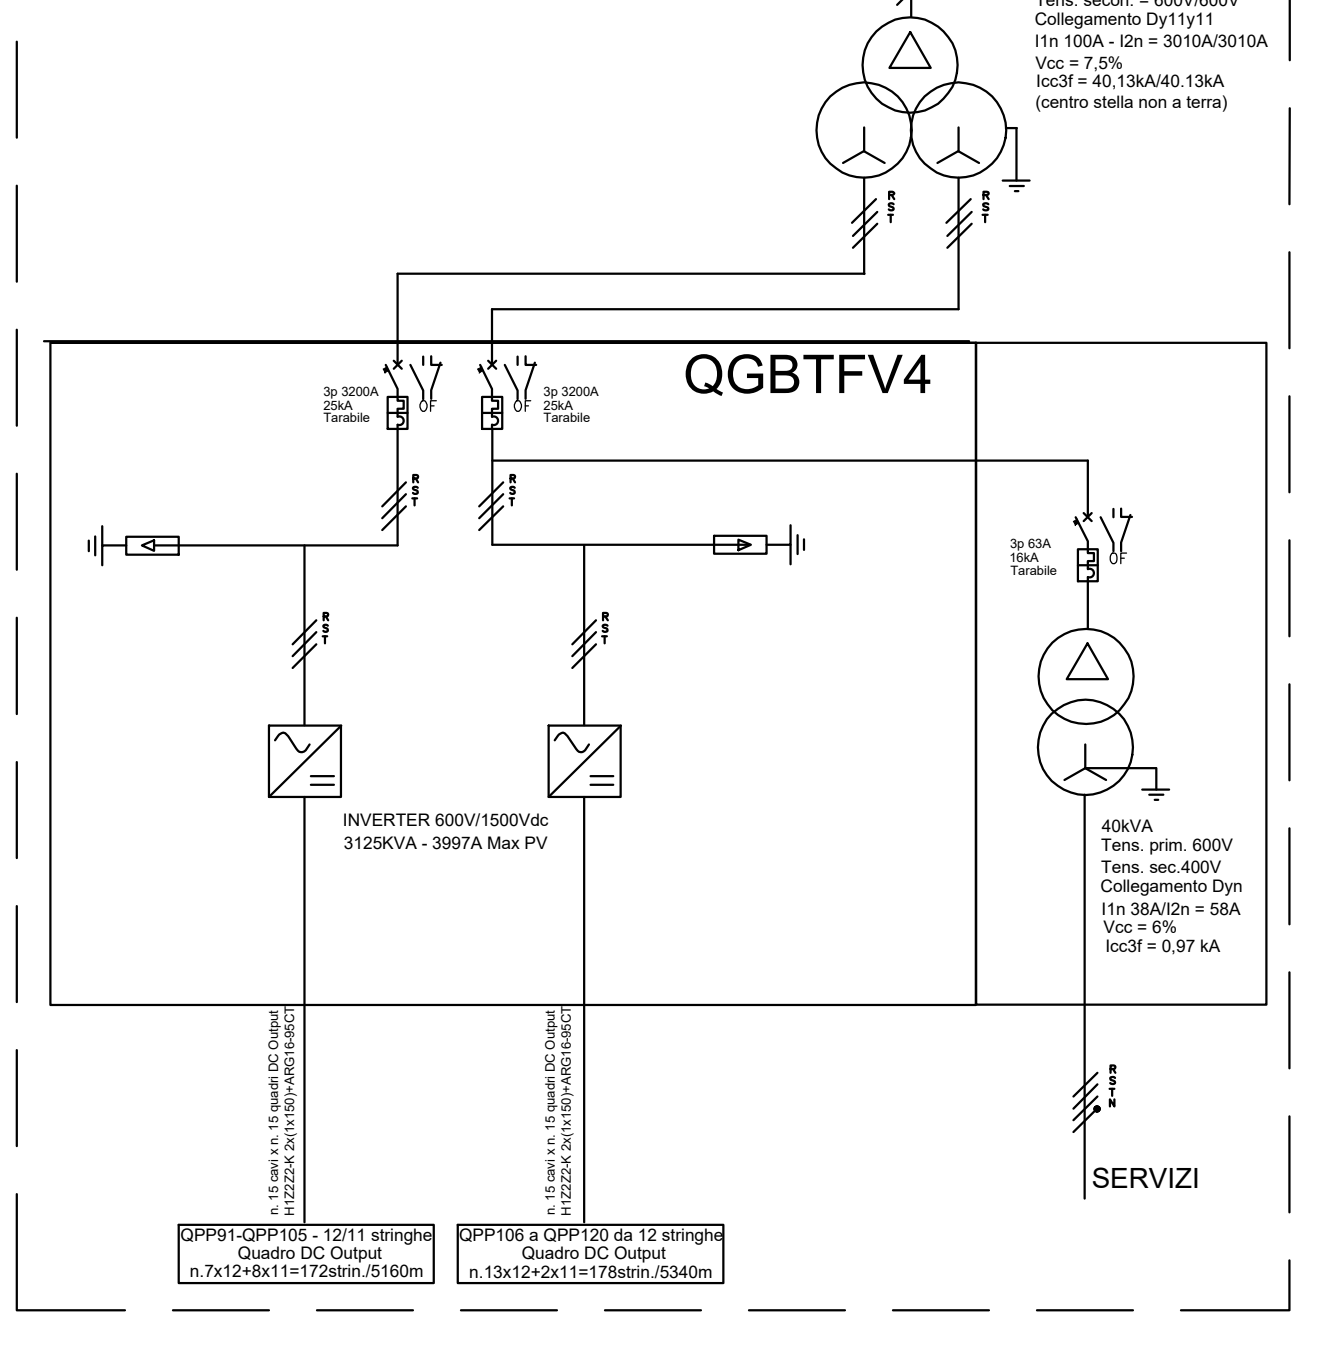 Tens. secon. = 600V/600V
Collegamento Dy11y11
I1n 100A - I2n = 3010A/3010A
Vcc = 7,5%
Icc3f = 40,13kA/40.13kA
(centro stella non a terra)
R
S
T
R
S
T
QGBTFV4
3p 3200A
25kA
Tarabile
OF
3p 3200A
25kA
Tarabile
OF
R
S
T
R
S
T
3p 63A
16kA
Tarabile
OF
R
S
T
R
S
T
INVERTER 600V/1500Vdc
3125KVA - 3997A Max PV
40kVA
Tens. prim. 600V
Tens. sec.400V
Collegamento Dyn
I1n 38A/I2n = 58A
Vcc = 6%
Icc3f = 0,97 kA
n. 15 cavi x n. 15 quadri DC Output
H1Z2Z2-K 2x(1x150)+ARG16-95CT
n. 15 cavi x n. 15 quadri DC Output
H1Z2Z2-K 2x(1x150)+ARG16-95CT
R
S
T
N
SERVIZI
QPP91-QPP105 - 12/11 stringhe
Quadro DC Output
n.7x12+8x11=172strin./5160m
QPP106 a QPP120 da 12 stringhe
Quadro DC Output
n.13x12+2x11=178strin./5340m